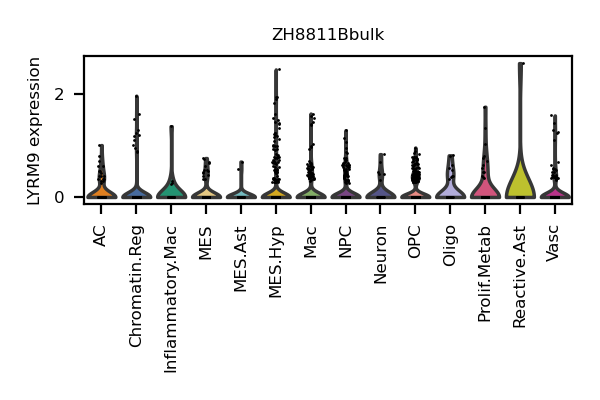 ZH8811Bbulk
LYRM9 expression
2
0
AC
Chromatin.Reg
Inflammatory.Mac
MES
MES.Ast
MES.Hyp
Mac
NPC
Neuron
OPC
Oligo
Prolif.Metab
Reactive.Ast
Vasc